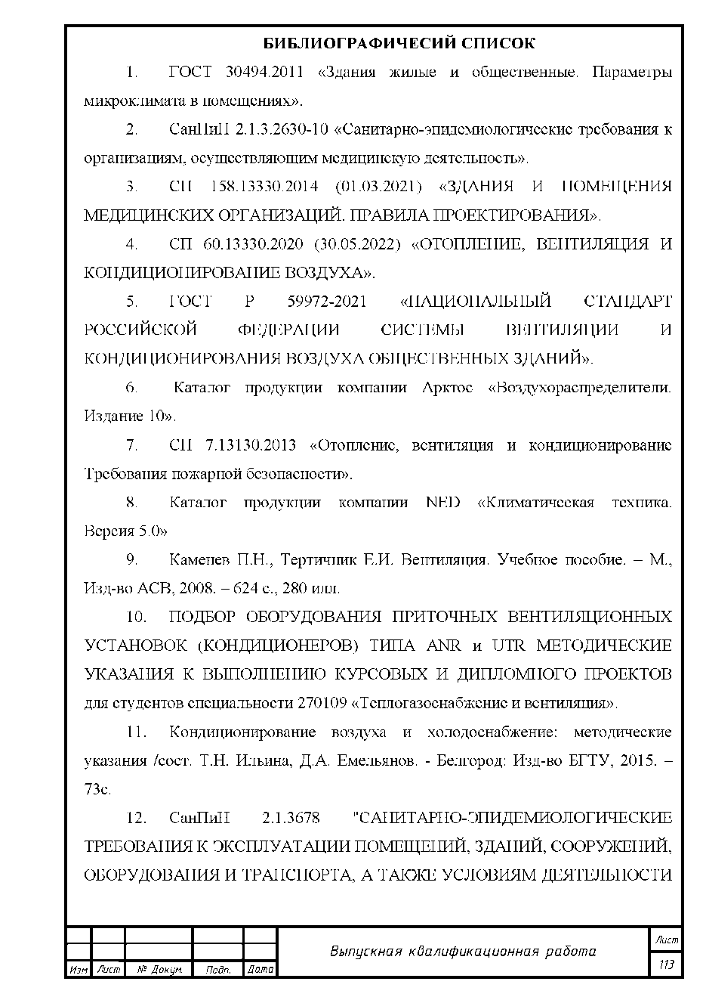 БИБЛИОГРАФИЧЕСИЙ СПИСОК
1. ГОСТ 30494.2011 «Здания жилые и общественные. Параметры
микроклимата в помещениях».
2. СанПиН 2.1.3.2630-10 «Санитарно-эпидемиологические требования к
организациям, осуществляющим медицинскую деятельность».
3. СП 158.13330.2014 (01.03.2021) «ЗДАНИЯ И ПОМЕЩЕНИЯ
МЕДИЦИНСКИХ ОРГАНИЗАЦИЙ. ПРАВИЛА ПРОЕКТИРОВАНИЯ».
4. СП 60.13330.2020 (30.05.2022) «ОТОПЛЕНИЕ, ВЕНТИЛЯЦИЯ И
КОНДИЦИОНИРОВАНИЕ ВОЗДУХА».
5. ГОСТ Р 59972-2021 «НАЦИОНАЛЬНЫЙ СТАНДАРТ
РОССИЙСКОЙ ФЕДЕРАЦИИ СИСТЕМЫ ВЕНТИЛЯЦИИ И
КОНДИЦИОНИРОВАНИЯ ВОЗДУХА ОБЩЕСТВЕННЫХ ЗДАНИЙ».
6. Каталог продукции компании Арктос «Воздухораспределители.
Издание 10».
7. СП 7.13130.2013 «Отопление, вентиляция и кондиционирование
Требования пожарной безопасности».
8. Каталог продукции компании NED «Климатическая техника.
Версия 5.0»
9. Каменев П.Н., Тертичник Е.И. Вентиляция. Учебное пособие. – М.,
Изд-во АСВ, 2008. – 624 с., 280 илл.
10. ПОДБОР ОБОРУДОВАНИЯ ПРИТОЧНЫХ ВЕНТИЛЯЦИОННЫХ
УСТАНОВОК (КОНДИЦИОНЕРОВ) ТИПА ANR и UTR МЕТОДИЧЕСКИЕ
УКАЗАНИЯ К ВЫПОЛНЕНИЮ КУРСОВЫХ И ДИПЛОМНОГО ПРОЕКТОВ
для студентов специальности 270109 «Теплогазоснабжение и вентиляция».
11. Кондиционирование воздуха и холодоснабжение: методические
указания /сост. Т.Н. Ильина, Д.А. Емельянов. - Белгород: Изд-во БГТУ, 2015. –
73с.
12. СанПиН 2.1.3678 "САНИТАРНО-ЭПИДЕМИОЛОГИЧЕСКИЕ
ТРЕБОВАНИЯ К ЭКСПЛУАТАЦИИ ПОМЕЩЕНИЙ, ЗДАНИЙ, СООРУЖЕНИЙ,
ОБОРУДОВАНИЯ И ТРАНСПОРТА, А ТАКЖЕ УСЛОВИЯМ ДЕЯТЕЛЬНОСТИ
Выпускная квалификационная работа
Лист
113
Изм Лист № Докум. Подп. Дата